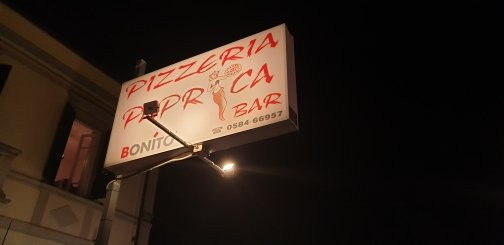 PIZZERIA
PAPRICA
BAR
BONITO
0584 66957